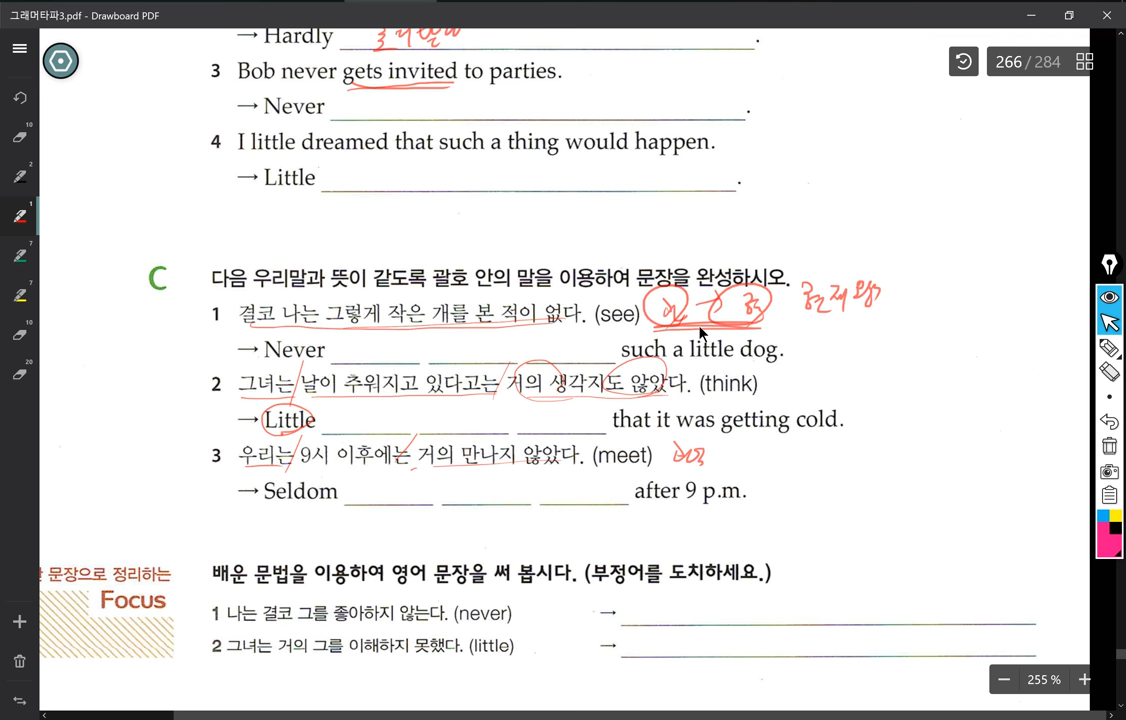 그래머타파3.pdf - Drawboard PDF
266 / 284
→ Hardly .
3 Bob never gets invited to parties.
→ Never .
4 I little dreamed that such a thing would happen.
→ Little .
C 다음 우리말과 뜻이 같도록 괄호 안의 말을 이용하여 문장을 완성하시오.
1 결코 나는 그렇게 작은 개를 본 적이 없다. (see)
→ Never such a little dog.
2 그녀는 날이 추워지고 있다고는 거의 생각지도 않았다. (think)
→ Little that it was getting cold.
3 우리는 9시 이후에는 거의 만나지 않았다. (meet)
→ Seldom after 9 p.m.
문장으로 정리하는
Focus
배운 문법을 이용하여 영어 문장을 써 봅시다. (부정어를 도치하세요.)
1 나는 결코 그를 좋아하지 않는다. (never) →
2 그녀는 거의 그를 이해하지 못했다. (little) →
255 %
10
2
1
7
7
10
20